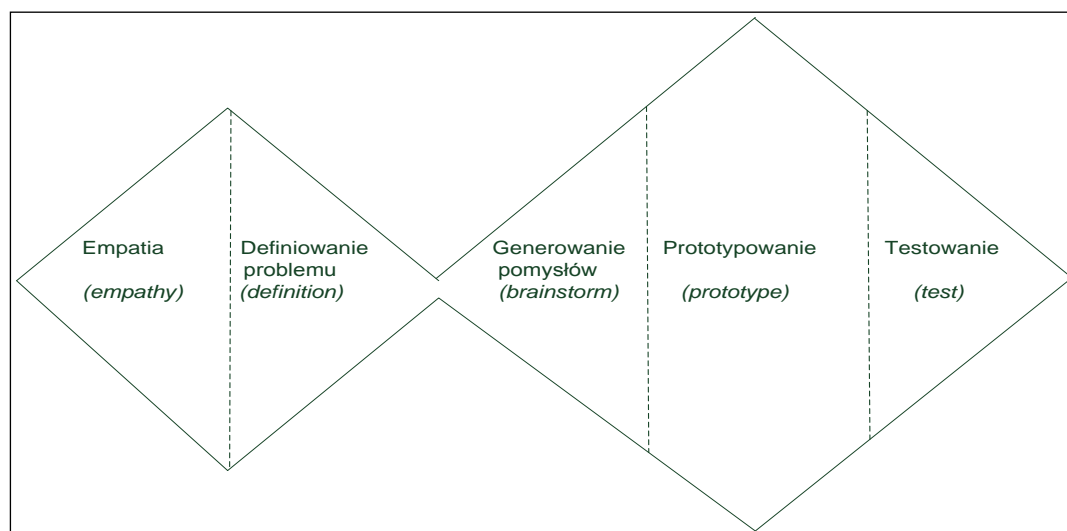 Empatia
(empathy)
Definiowanie
problemu
(definition)
Generowanie
pomysłów
(brainstorm)
Prototypowanie
(prototype)
Testowanie
(test)